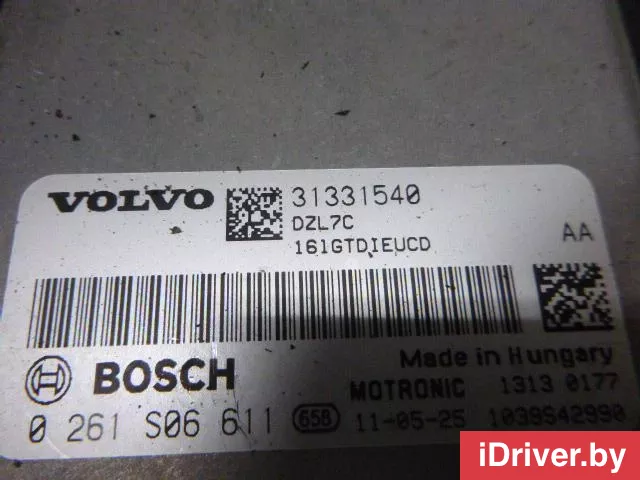 VOLVO
31331540
DZL7C
161GTDIEUCD
AA
BOSCH
Made in Hungary
MOTRONIC 1313 0177
0 261 S06 611 658 11-05-25 1039S42990
iDriver.by